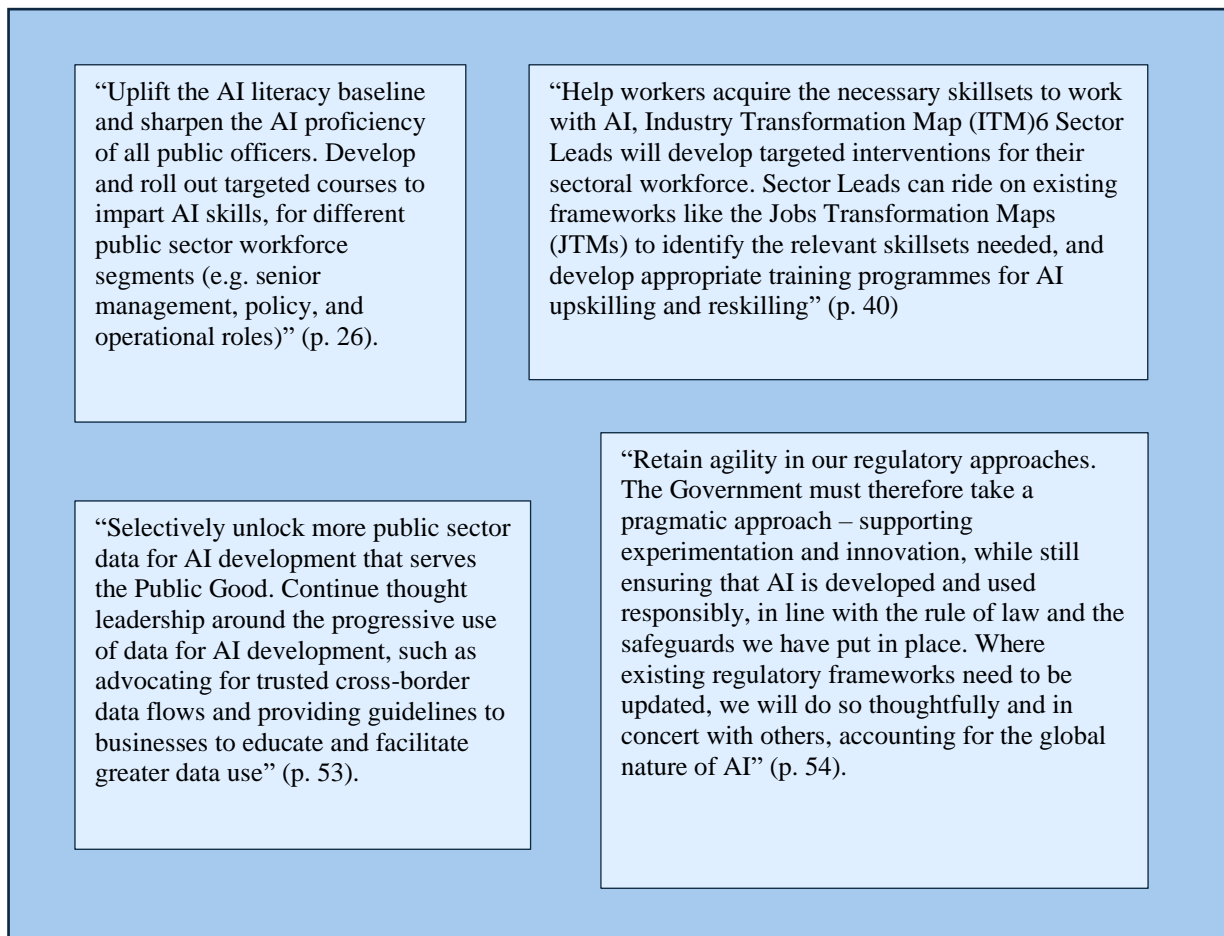 “Uplift the AI literacy baseline
and sharpen the AI proficiency
of all public officers. Develop
and roll out targeted courses to
impart AI skills, for different
public sector workforce
segments (e.g. senior
management, policy, and
operational roles)” (p. 26).
“Help workers acquire the necessary skillsets to work
with AI, Industry Transformation Map (ITM)6 Sector
Leads will develop targeted interventions for their
sectoral workforce. Sector Leads can ride on existing
frameworks like the Jobs Transformation Maps
(JTMs) to identify the relevant skillsets needed, and
develop appropriate training programmes for AI
upskilling and reskilling” (p. 40)
“Selectively unlock more public sector
data for AI development that serves
the Public Good. Continue thought
leadership around the progressive use
of data for AI development, such as
advocating for trusted cross-border
data flows and providing guidelines to
businesses to educate and facilitate
greater data use” (p. 53).
“Retain agility in our regulatory approaches.
The Government must therefore take a
pragmatic approach – supporting
experimentation and innovation, while still
ensuring that AI is developed and used
responsibly, in line with the rule of law and the
safeguards we have put in place. Where
existing regulatory frameworks need to be
updated, we will do so thoughtfully and in
concert with others, accounting for the global
nature of AI” (p. 54).